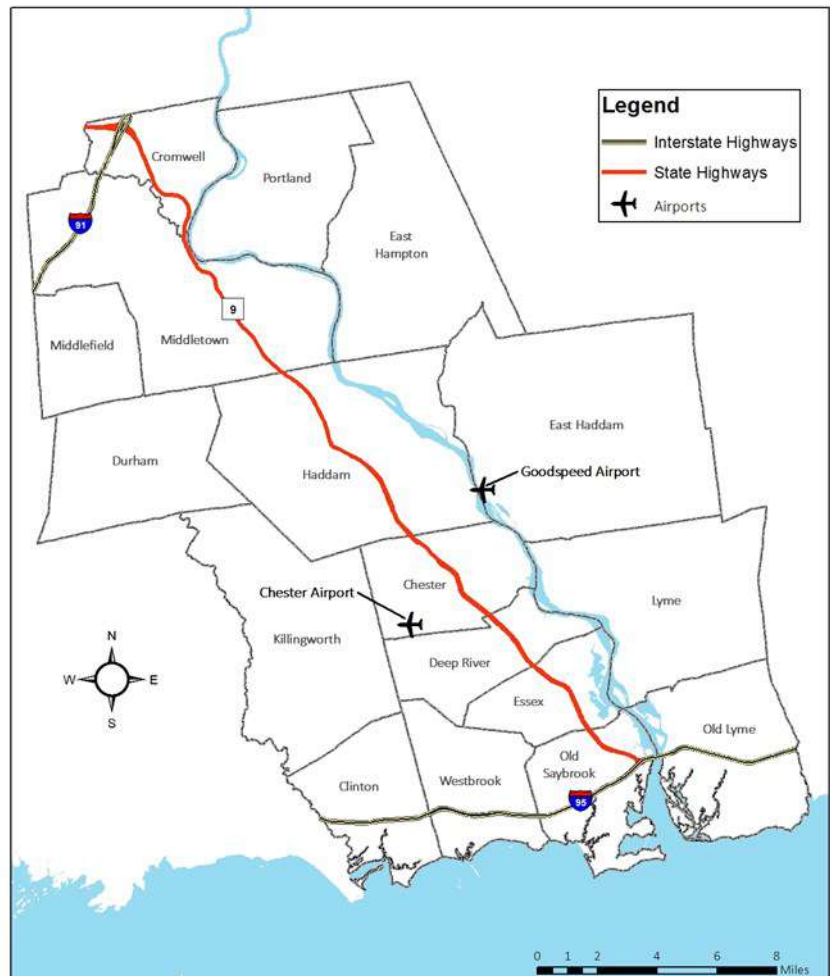 Legend
Interstate Highways
State Highways
Airports
Cromwell
Portland
91
East
Hampton
9
Middlefield
Middletown
East Haddam
Durham
Haddam
Goodspeed Airport
Chester
Chester Airport
Lyme
Killingworth
N
W
E
S
Deep River
Essex
Old Lyme
Old
Saybrook
Clinton
Westbrook
95
0 1 2 4 6 8
Miles